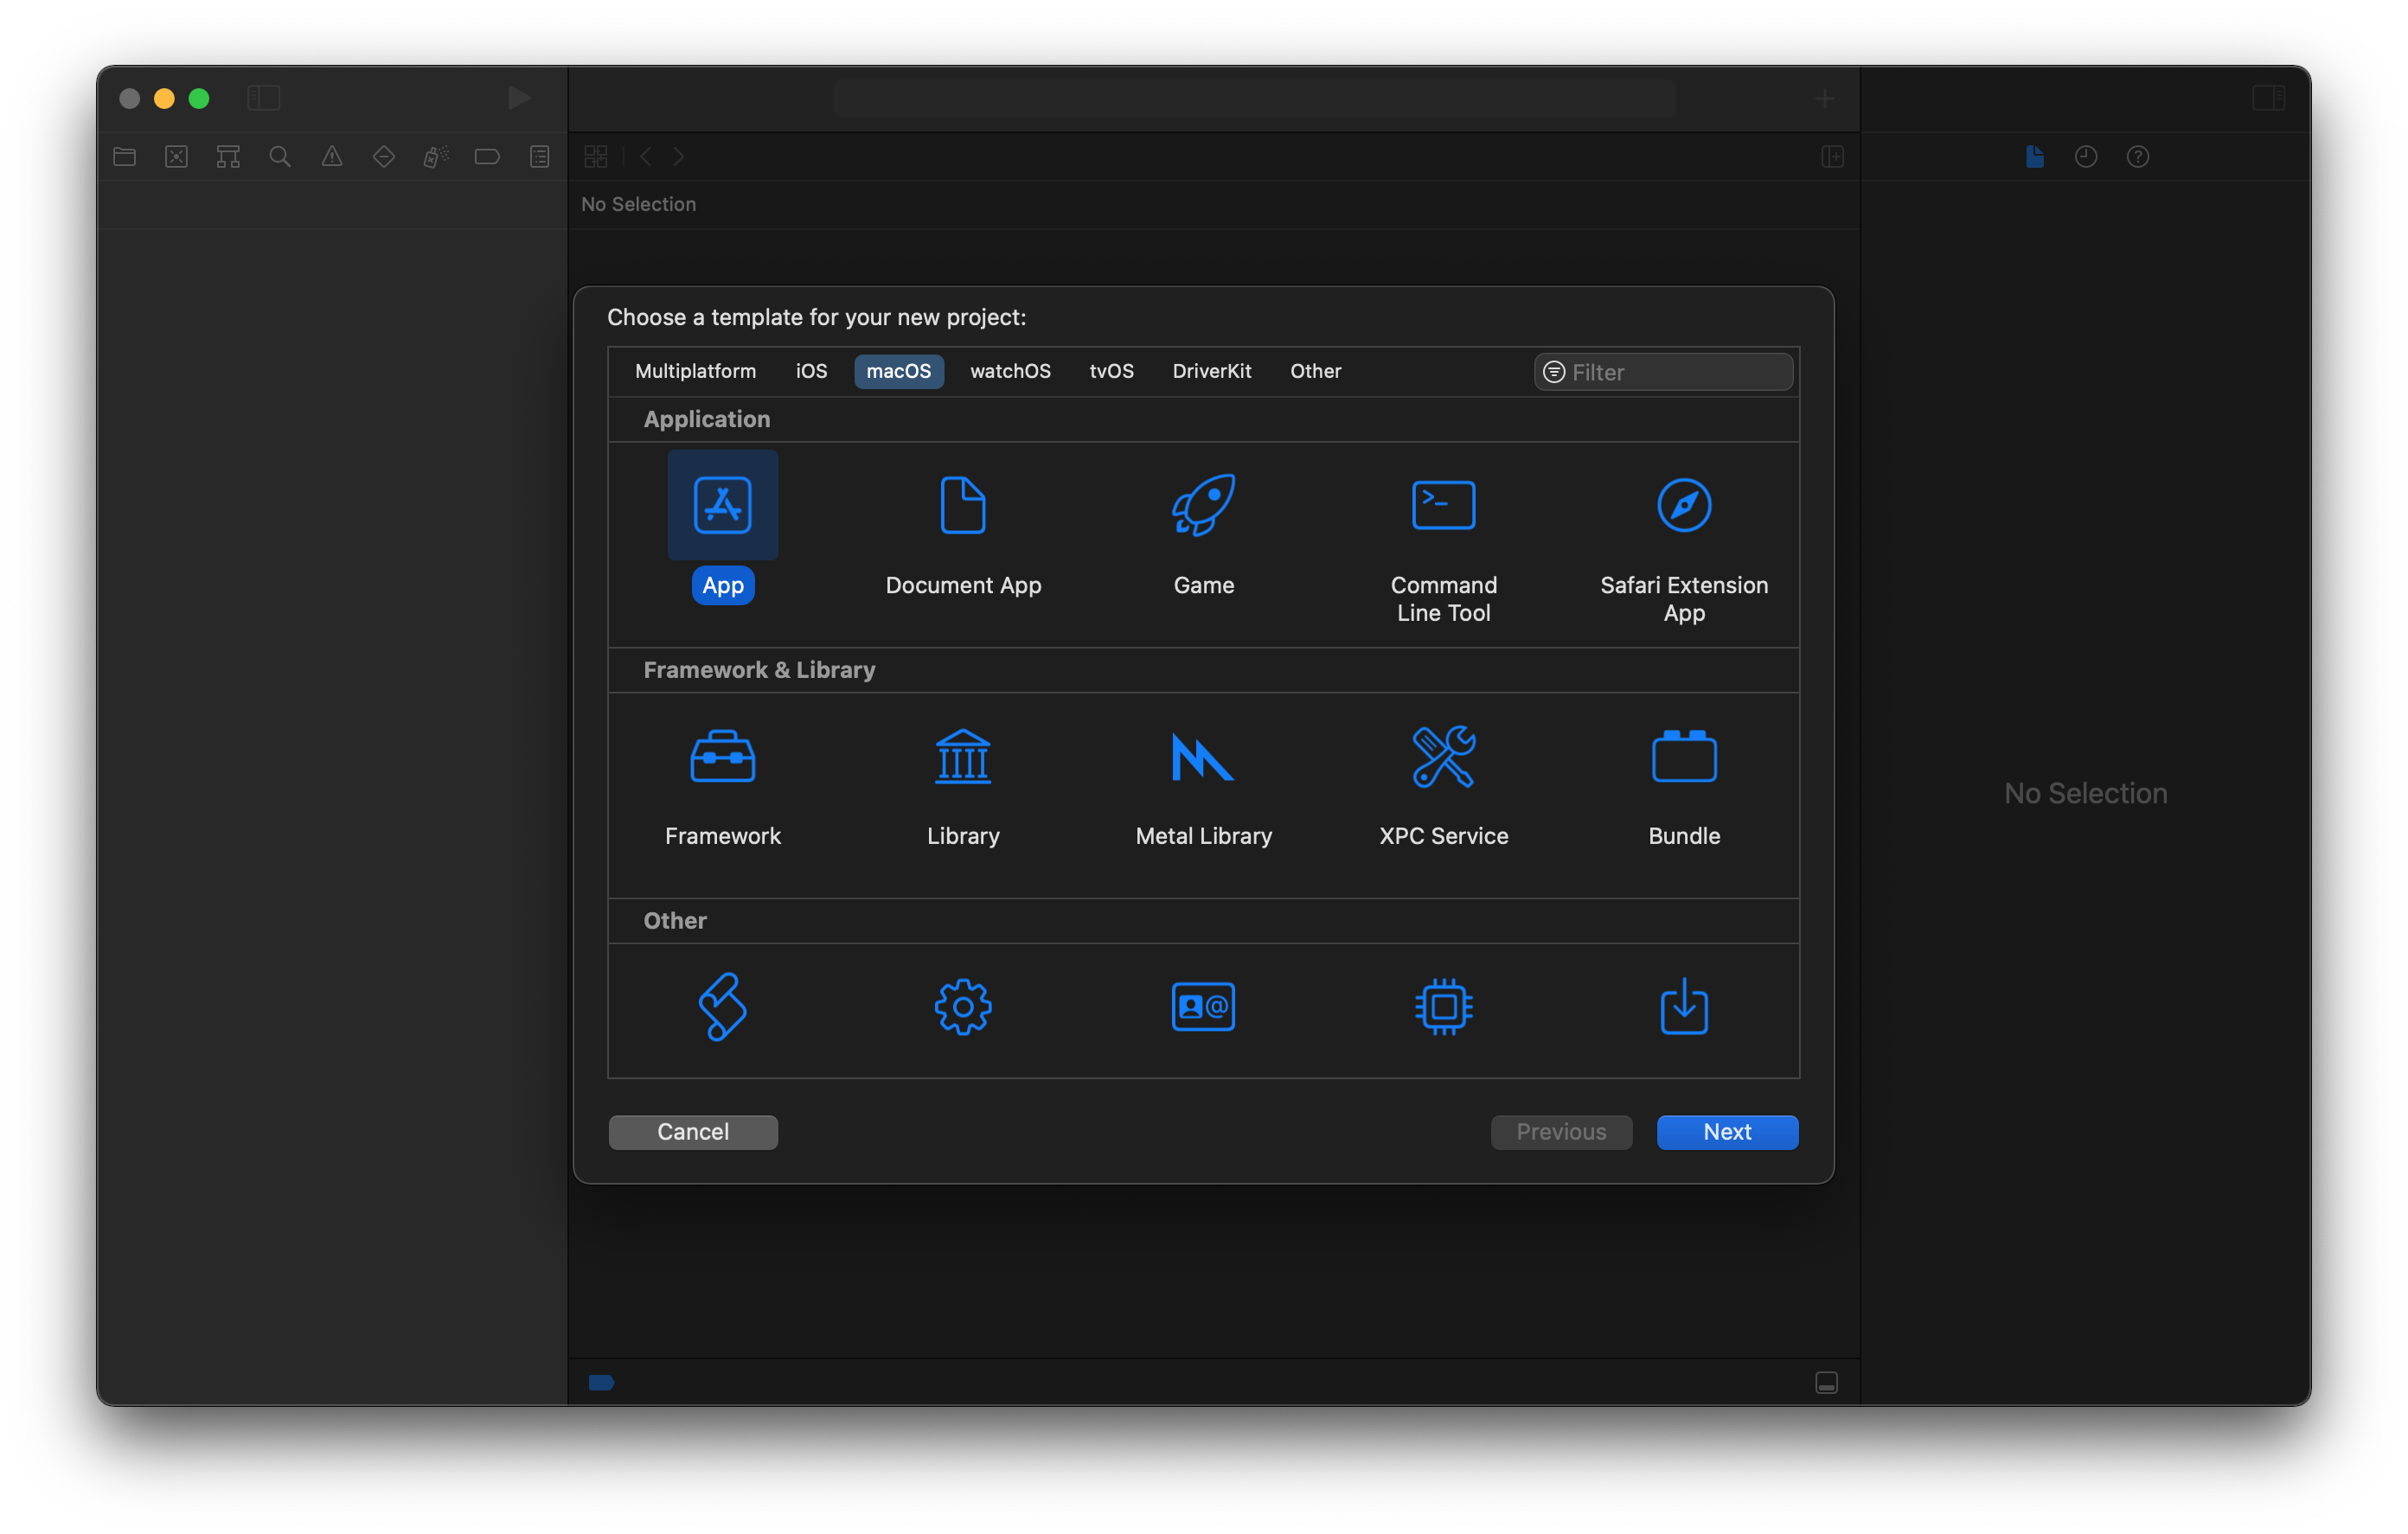 No Selection
Choose a template for your new project:
Multiplatform iOS macOS watchOS tvOS DriverKit Other Filter
Application
App Document App Game Command Line Tool Safari Extension App
Framework & Library
Framework Library Metal Library XPC Service Bundle
No Selection
Other
Cancel Previous Next